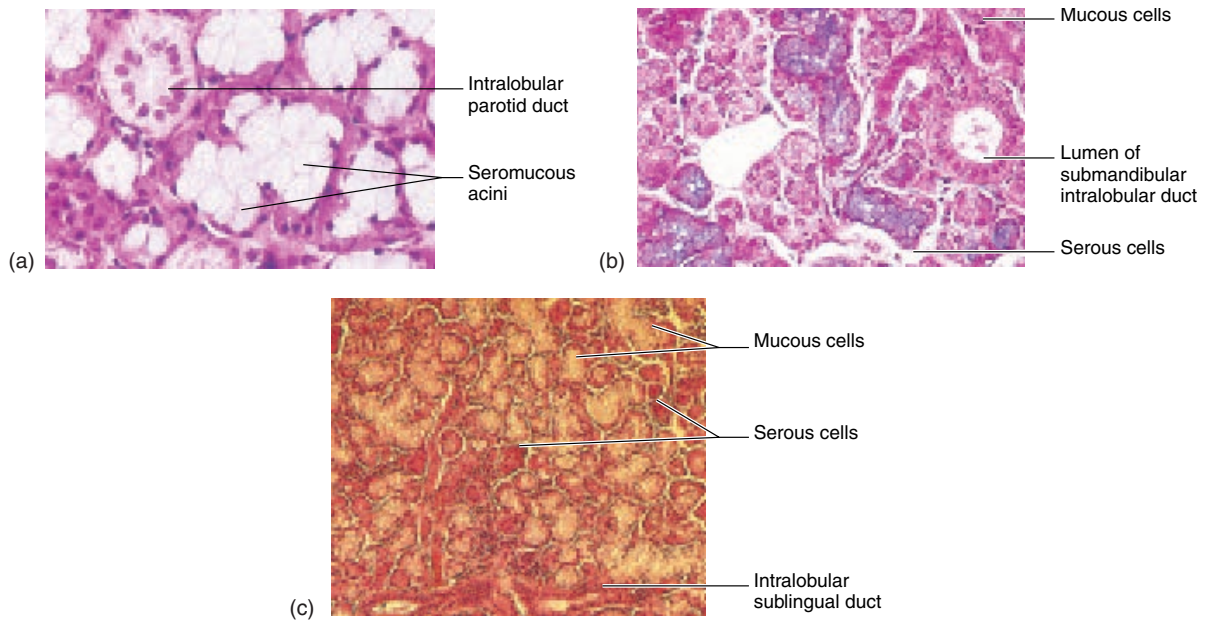 Intralobular
parotid duct
Seromucous
acini
(a)
Mucous cells
Lumen of
submandibular
intralobular duct
Serous cells
(b)
Mucous cells
Serous cells
Intralobular
sublingual duct
(c)